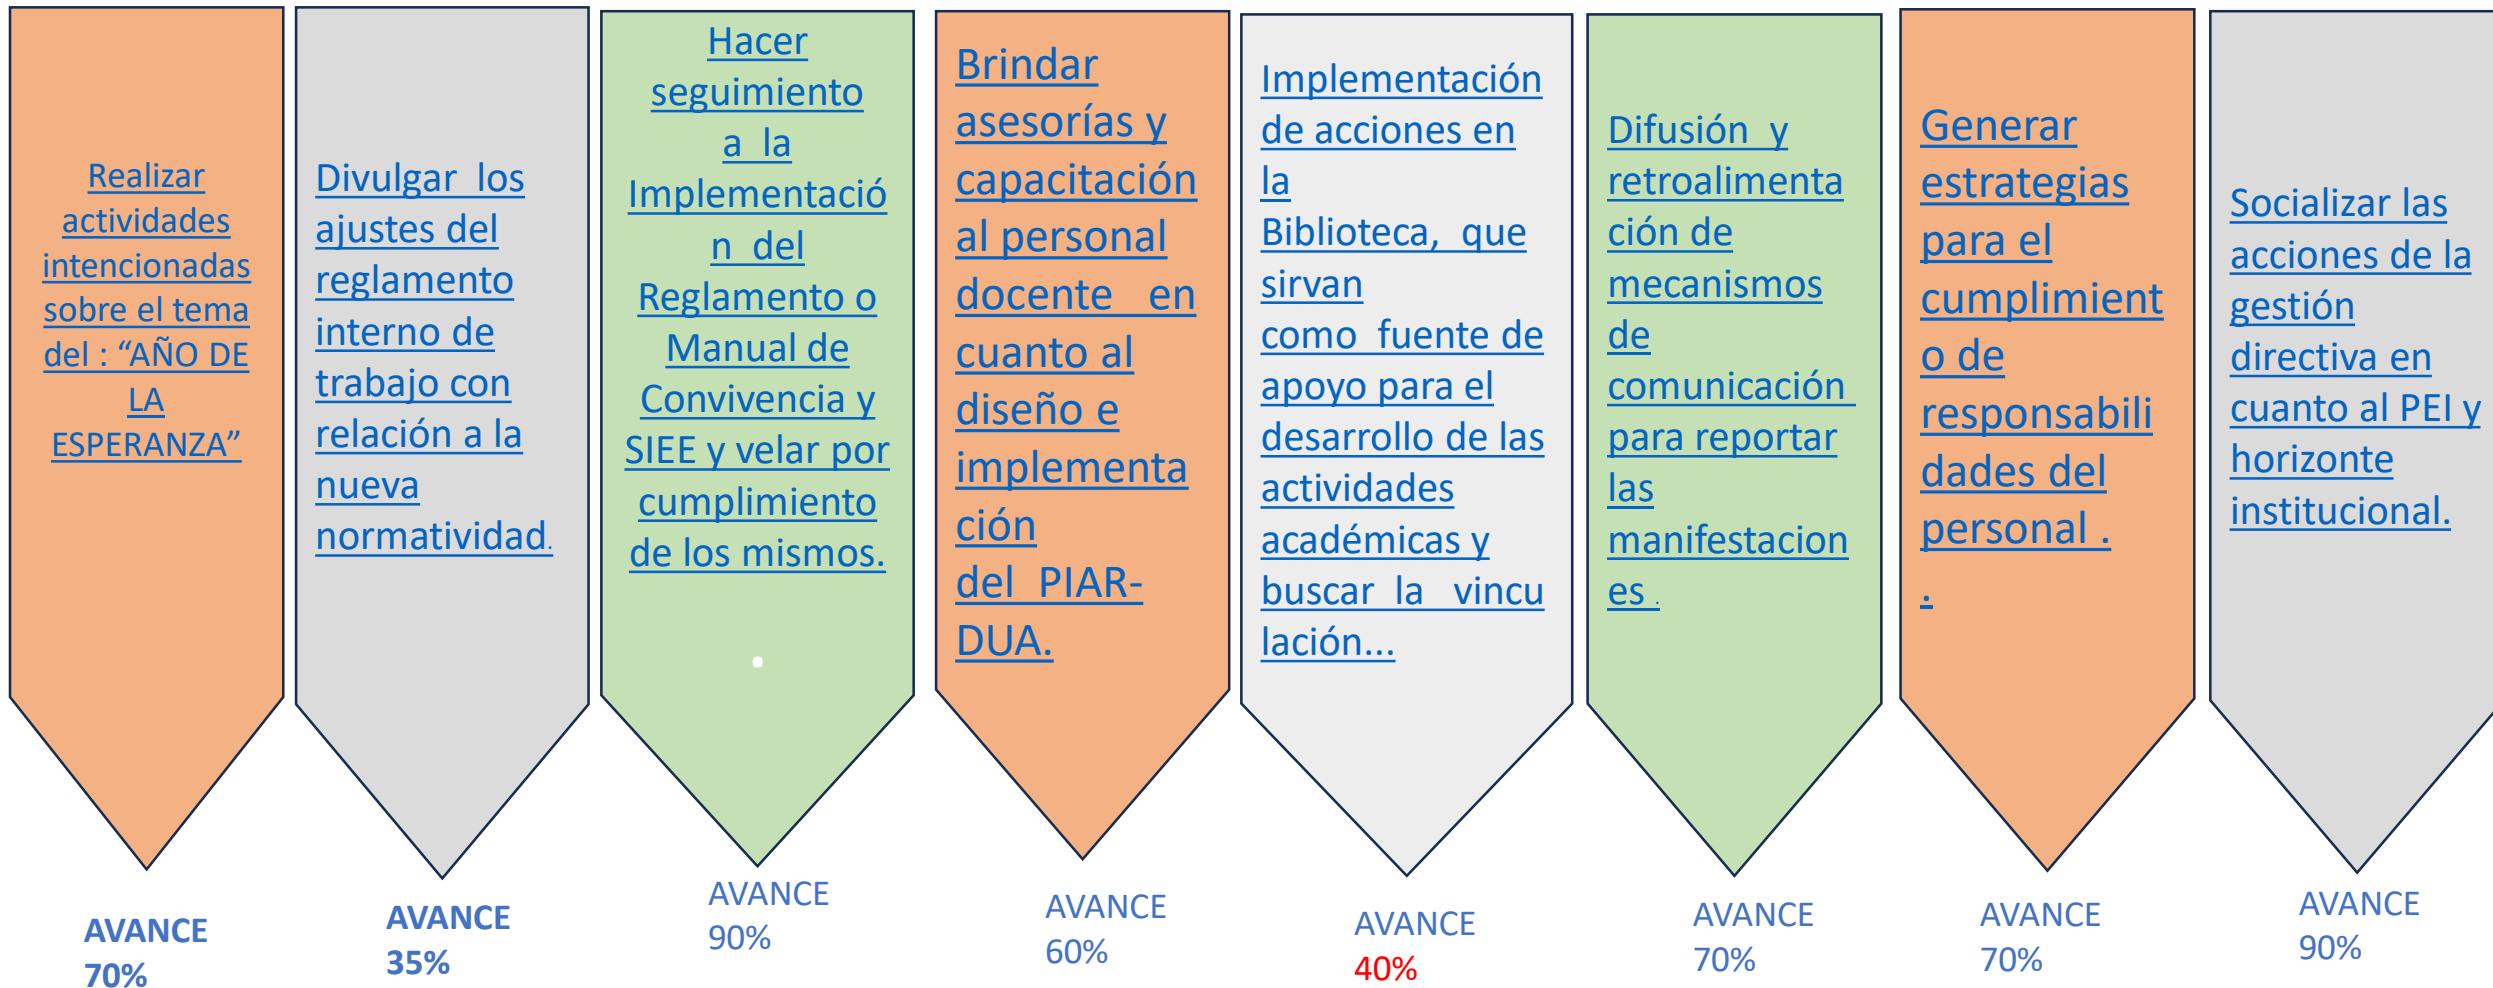 Realizar
actividades
intencionadas
sobre el tema
del : “AÑO DE
LA
ESPERANZA”
AVANCE
70%
Divulgar los
ajustes del
reglamento
interno de
trabajo con
relación a la
nueva
normatividad.
AVANCE
35%
Hacer
seguimiento
a la
Implementació
n del
Reglamento o
Manual de
Convivencia y
SIEE y velar por
cumplimiento
de los mismos.
.
AVANCE
90%
Brindar
asesorías y
capacitación
al personal
docente en
cuanto al
diseño e
implementa
ción
del PIAR-
DUA.
AVANCE
60%
Implementación
de acciones en
la
Biblioteca, que
sirvan
como fuente de
apoyo para el
desarrollo de las
actividades
académicas y
buscar la vincu
lación...
AVANCE
40%
Difusión y
retroalimenta
ción de
mecanismos
de
comunicación
para reportar
las
manifestacion
es .
AVANCE
70%
Generar
estrategias
para el
cumplimient
o de
responsabili
dades del
personal .
.
AVANCE
70%
Socializar las
acciones de la
gestión
directiva en
cuanto al PEI y
horizonte
institucional.
AVANCE
90%